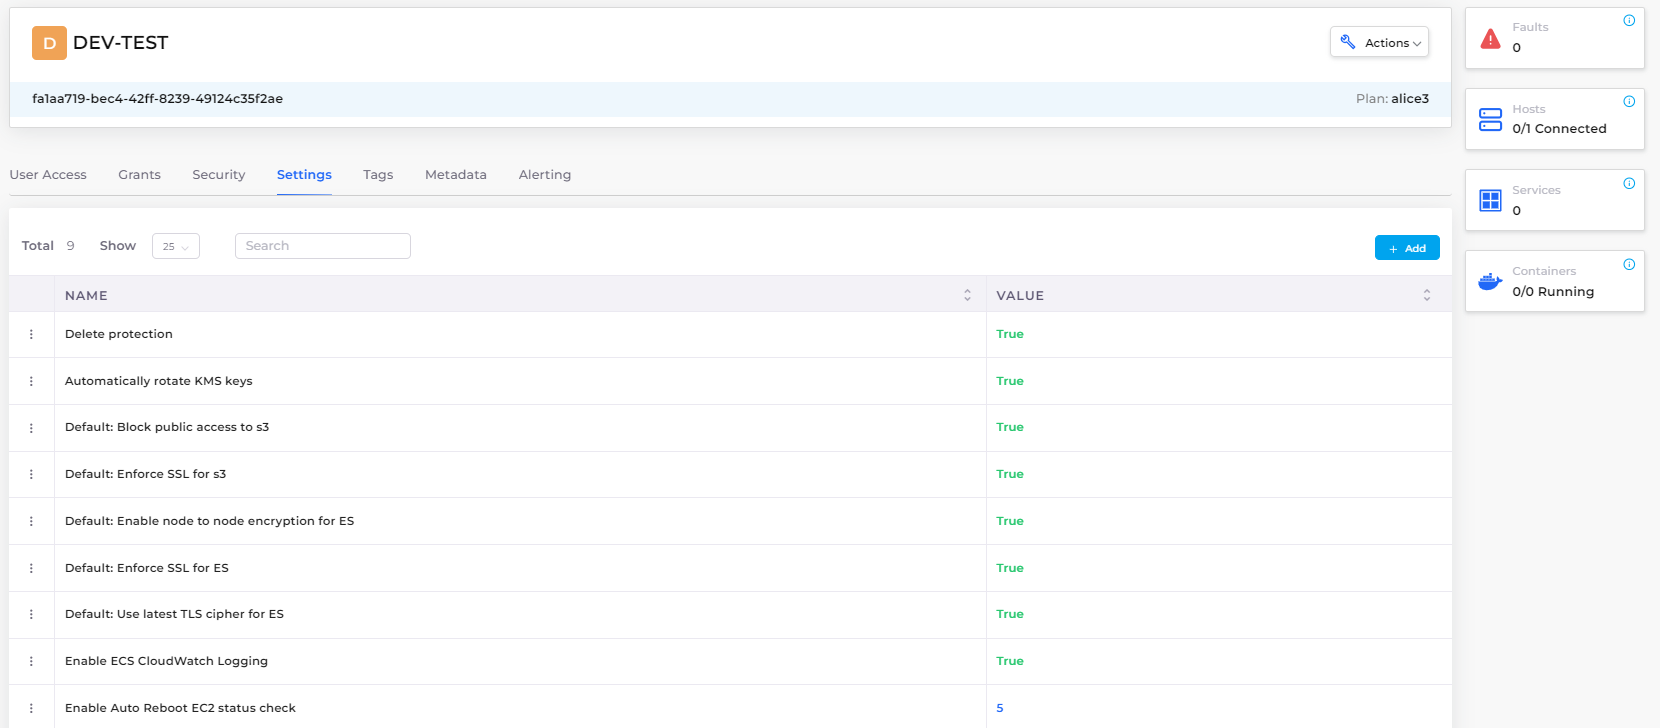 D DEV-TEST
Actions
fa1aa719-bec4-42ff-8239-49124c35f2ae
Plan: alice3
User Access Grants Security Settings Tags Metadata Alerting
Total 9 Show 25 Search
+ Add
NAME VALUE
Delete protection True
Automatically rotate KMS keys True
Default: Block public access to s3 True
Default: Enforce SSL for s3 True
Default: Enable node to node encryption for ES True
Default: Enforce SSL for ES True
Default: Use latest TLS cipher for ES True
Enable ECS CloudWatch Logging True
Enable Auto Reboot EC2 status check 5
Faults
0
Hosts
0/1 Connected
Services
0
Containers
0/0 Running